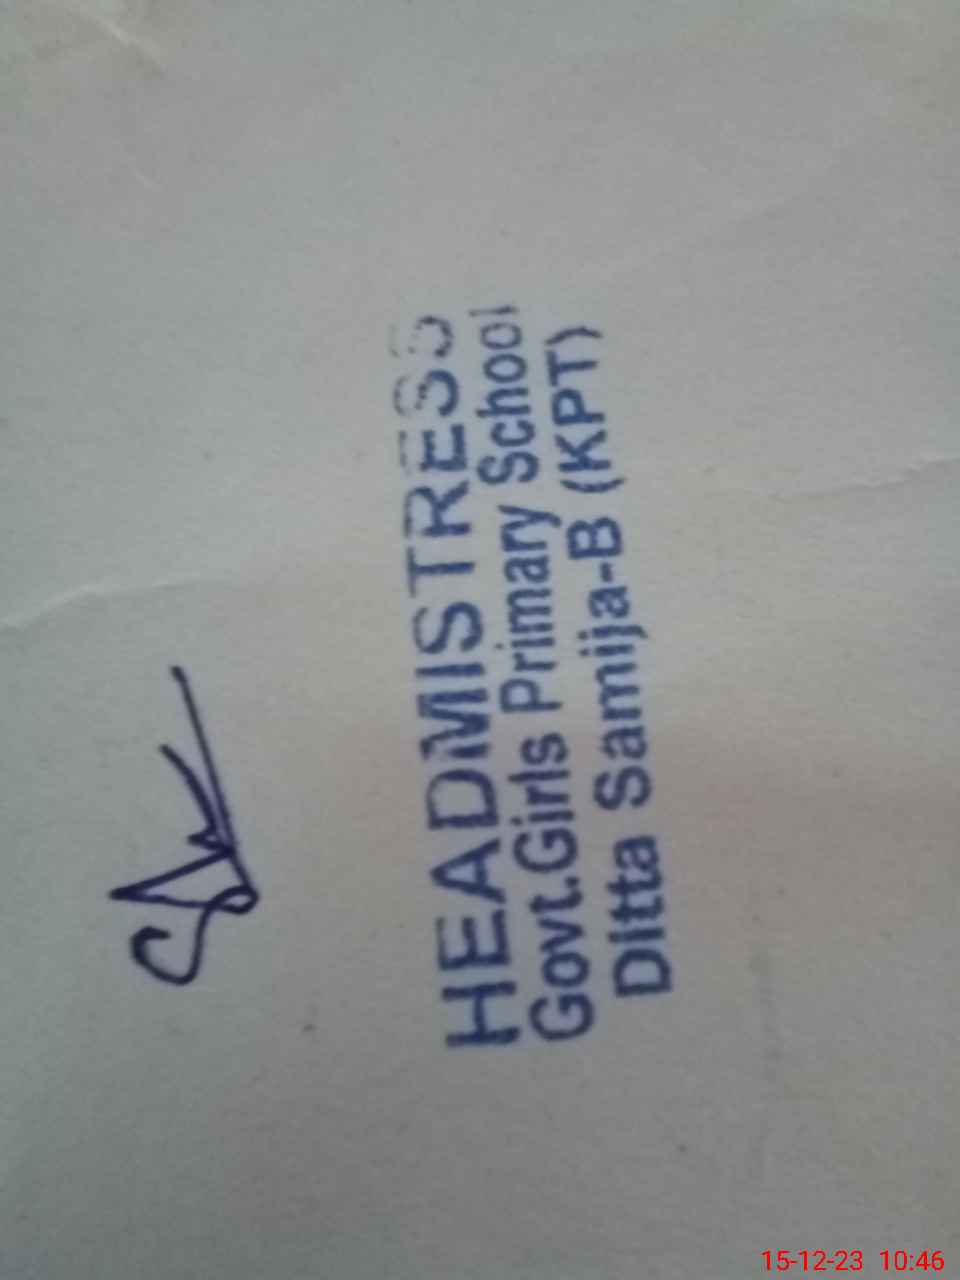 HEADMISTRESS
Govt.Girls Primary School
Ditta Samija-B (KPT)
15-12-23 10:46